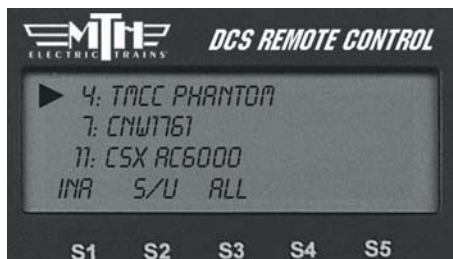 MTH DCS REMOTE CONTROL
ELECTRIC TRAINS
4: TMCC PHANTOM
7: CNW1761
11: CSX AC6000
INA S/U ALL
S1 S2 S3 S4 S5